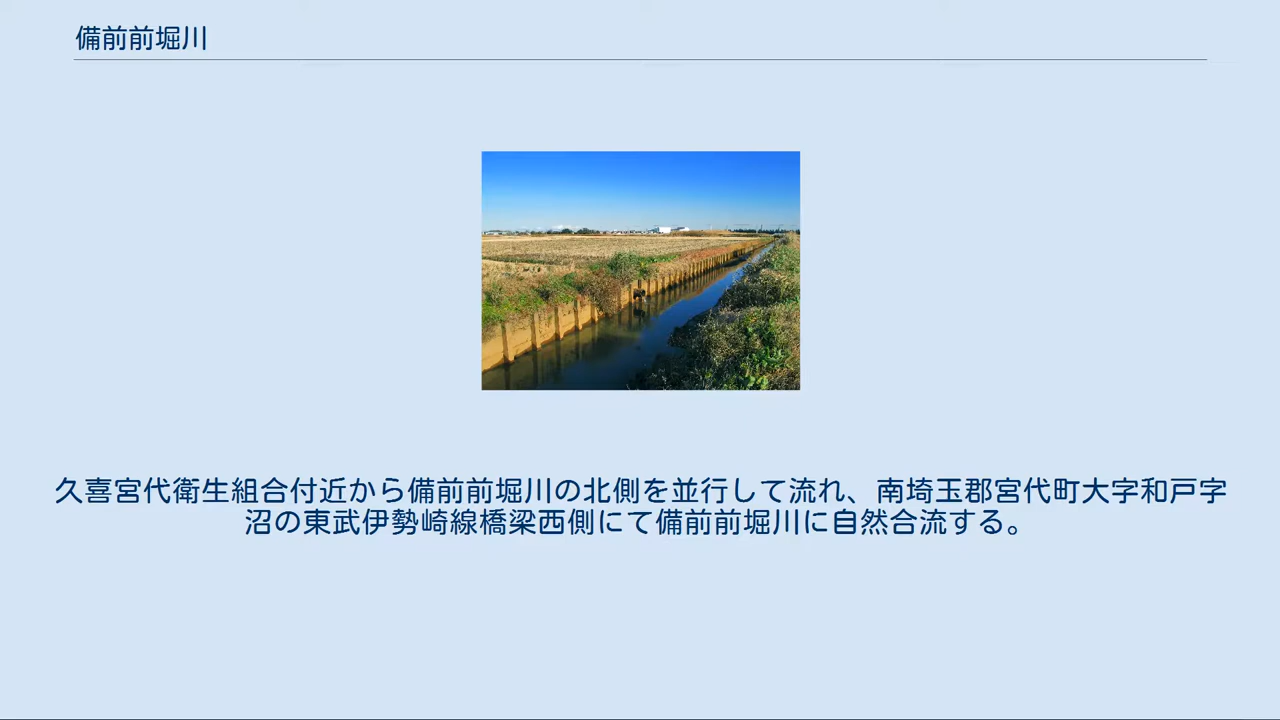 備前前堀川
久喜宮代衛生組合付近から備前前堀川の北側を並行して流れ、南埼玉郡宮代町大字和戸字
沼の東武伊勢崎線橋梁西側にて備前前堀川に自然合流する。